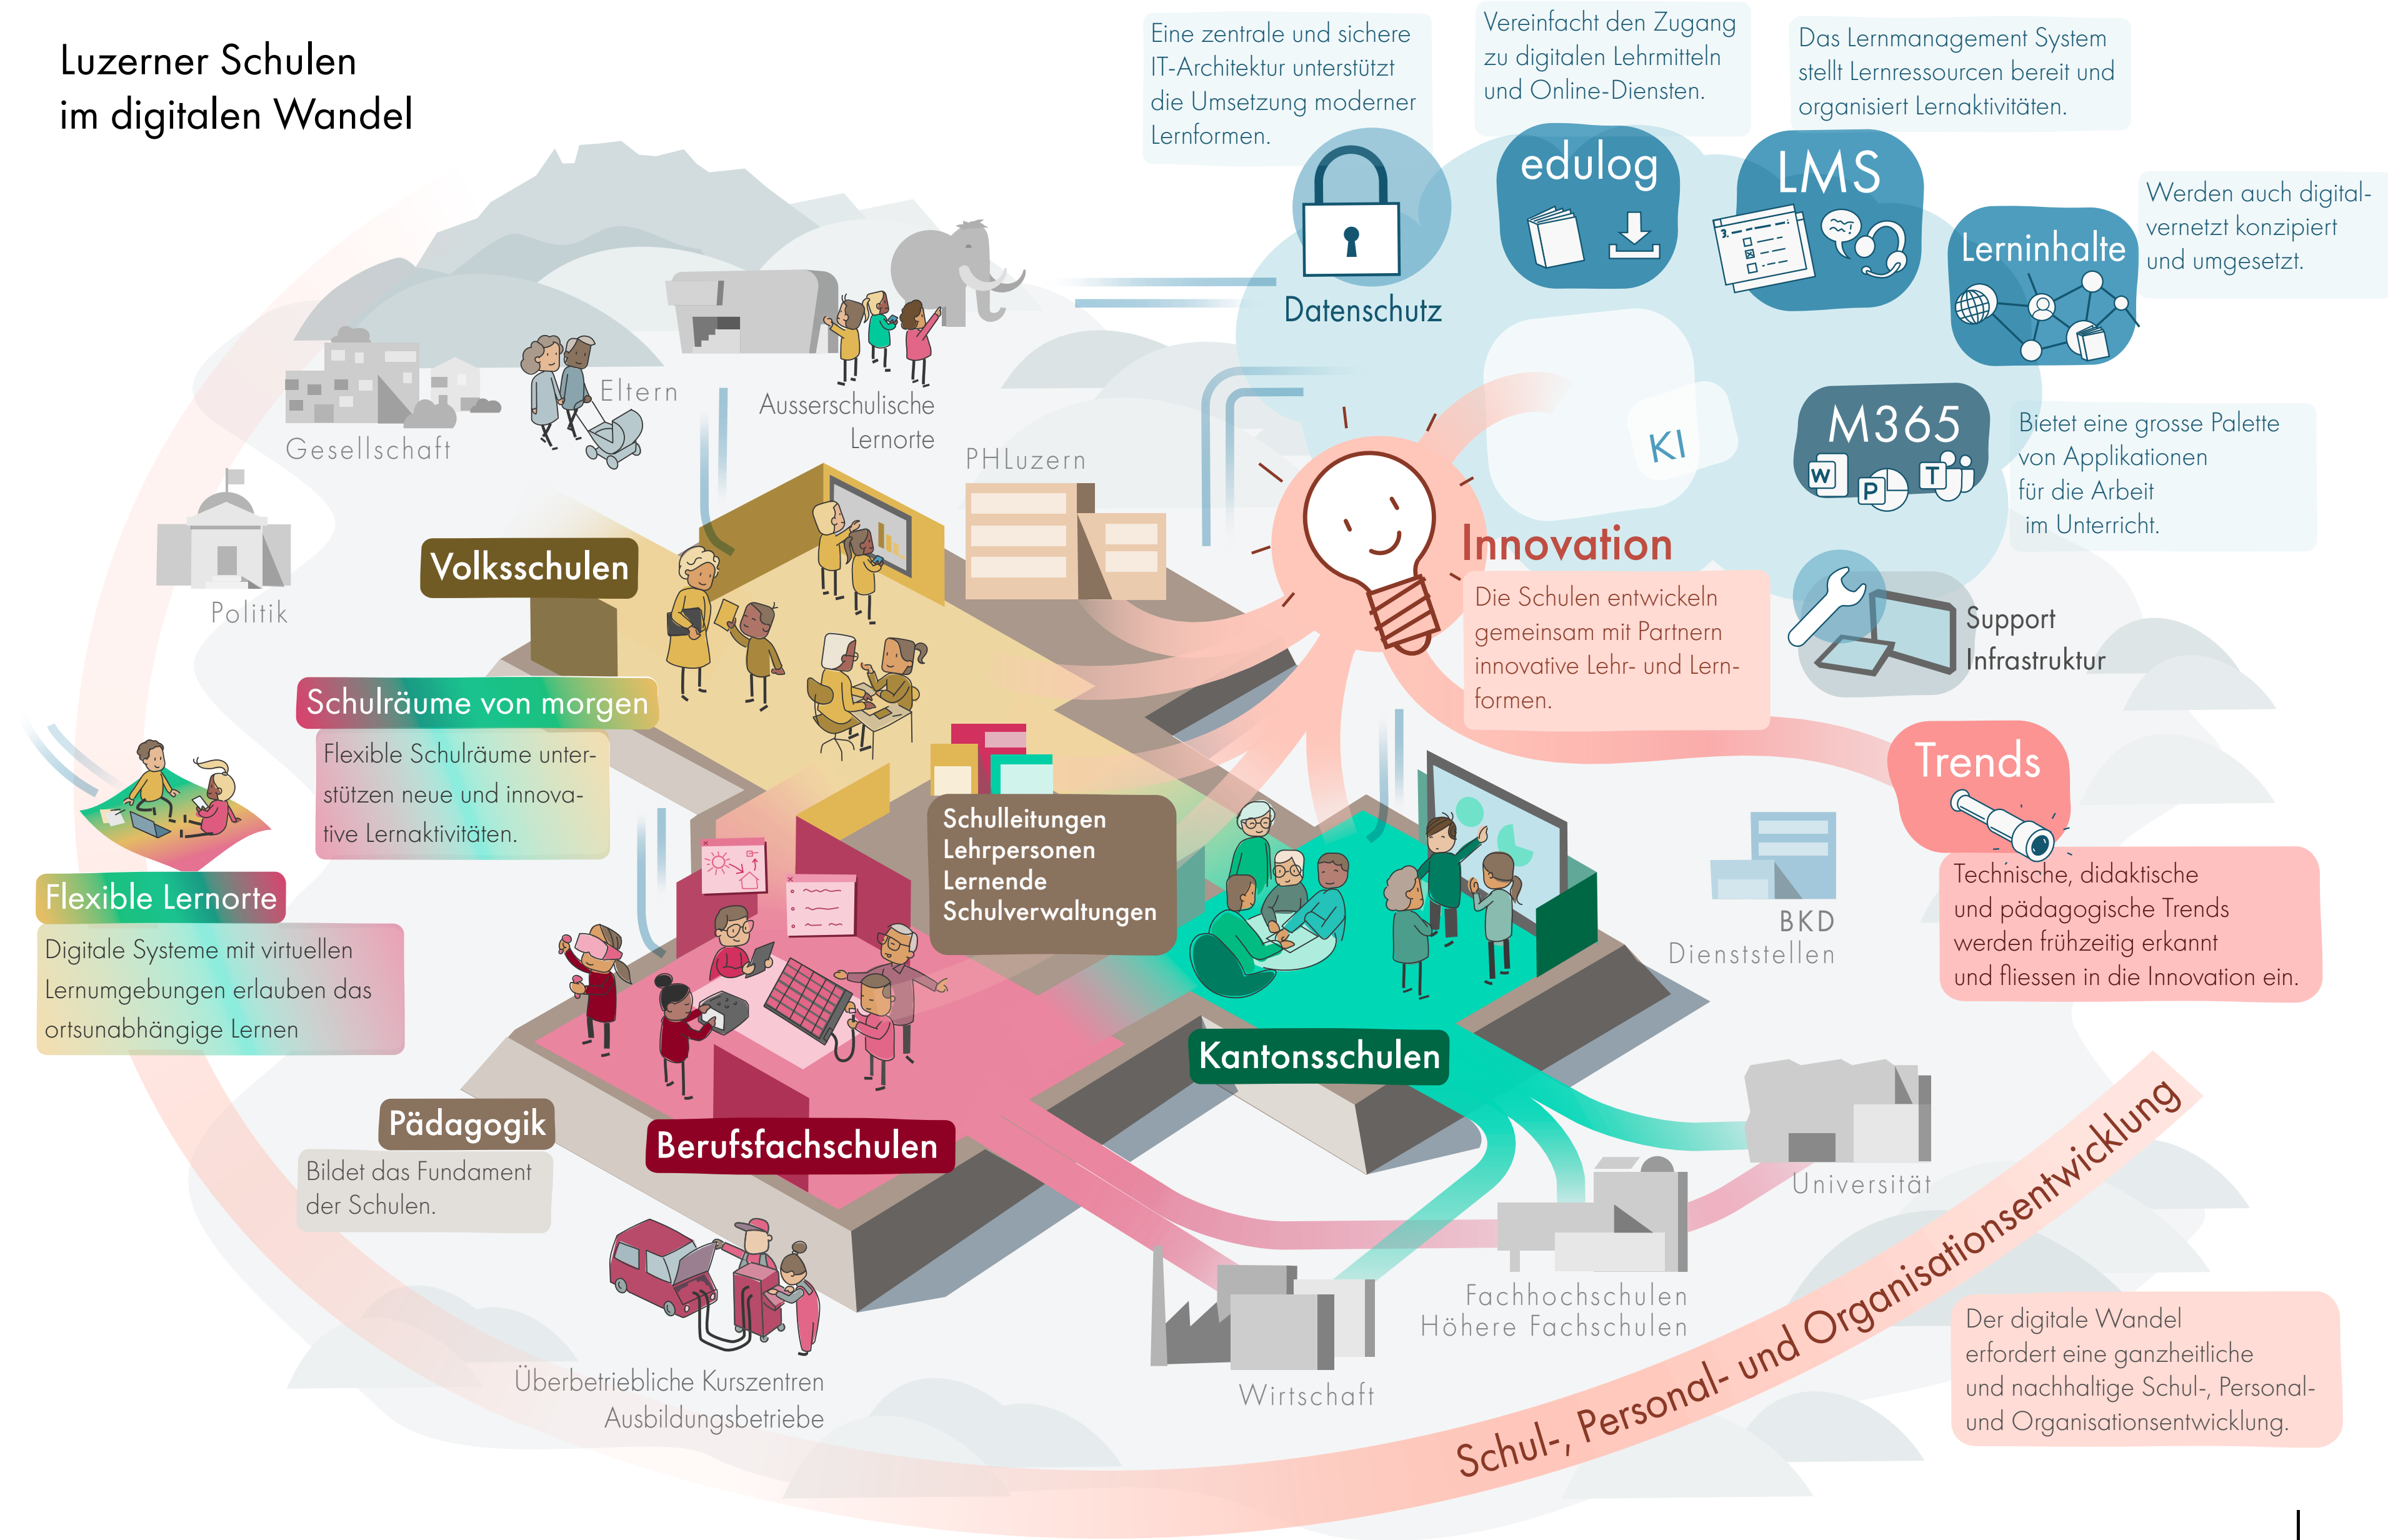 Luzerner Schulen
im digitalen Wandel
Eine zentrale und sichere
IT-Architektur unterstützt
die Umsetzung moderner
Lernformen.
Datenschutz
Vereinfacht den Zugang
zu digitalen Lehrmitteln
und Online-Diensten.
edulog
Das Lernmanagement System
stellt Lernressourcen bereit und
organisiert Lernaktivitäten.
LMS
3.
Werden auch digital-
vernetzt konzipiert
und umgesetzt.
Lerninhalte
KI
M365
W
P
T
Bietet eine grosse Palette
von Applikationen
für die Arbeit
im Unterricht.
Support
Infrastruktur
Innovation
Die Schulen entwickeln
gemeinsam mit Partnern
innovative Lehr- und Lern-
formen.
Trends
Technische, didaktische
und pädagogische Trends
werden frühzeitig erkannt
und fliessen in die Innovation ein.
Gesellschaft
Eltern
Ausserschulische
Lernorte
PHLuzern
Politik
Volksschulen
Schulräume von morgen
Flexible Schulräume unter-
stützen neue und innova-
tive Lernaktivitäten.
Flexible Lernorte
Digitale Systeme mit virtuellen
Lernumgebungen erlauben das
ortsunabhängige Lernen
Schulleitungen
Lehrpersonen
Lernende
Schulverwaltungen
BKD
Dienststellen
Kantonsschulen
Pädagogik
Bildet das Fundament
der Schulen.
Berufsfachschulen
Universität
Fachhochschulen
Höhere Fachschulen
Wirtschaft
Überbetriebliche Kurszentren
Ausbildungsbetriebe
Schul-, Personal- und Organisationsentwicklung
Der digitale Wandel
erfordert eine ganzheitliche
und nachhaltige Schul-, Personal-
und Organisationsentwicklung.